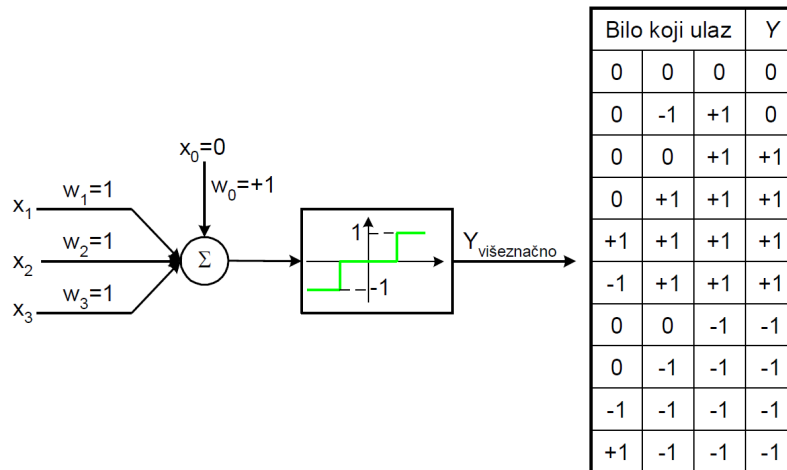 x0=0
w0=+1
w1=1
x1
w2=1
x2
w3=1
x3
Σ
1
-1
Yvišeznačno
Bilo koji ulaz Y
0 0 0 0
0 -1 +1 0
0 0 +1 +1
0 +1 +1 +1
+1 +1 +1 +1
-1 +1 +1 +1
0 0 -1 -1
0 -1 -1 -1
-1 -1 -1 -1
+1 -1 -1 -1